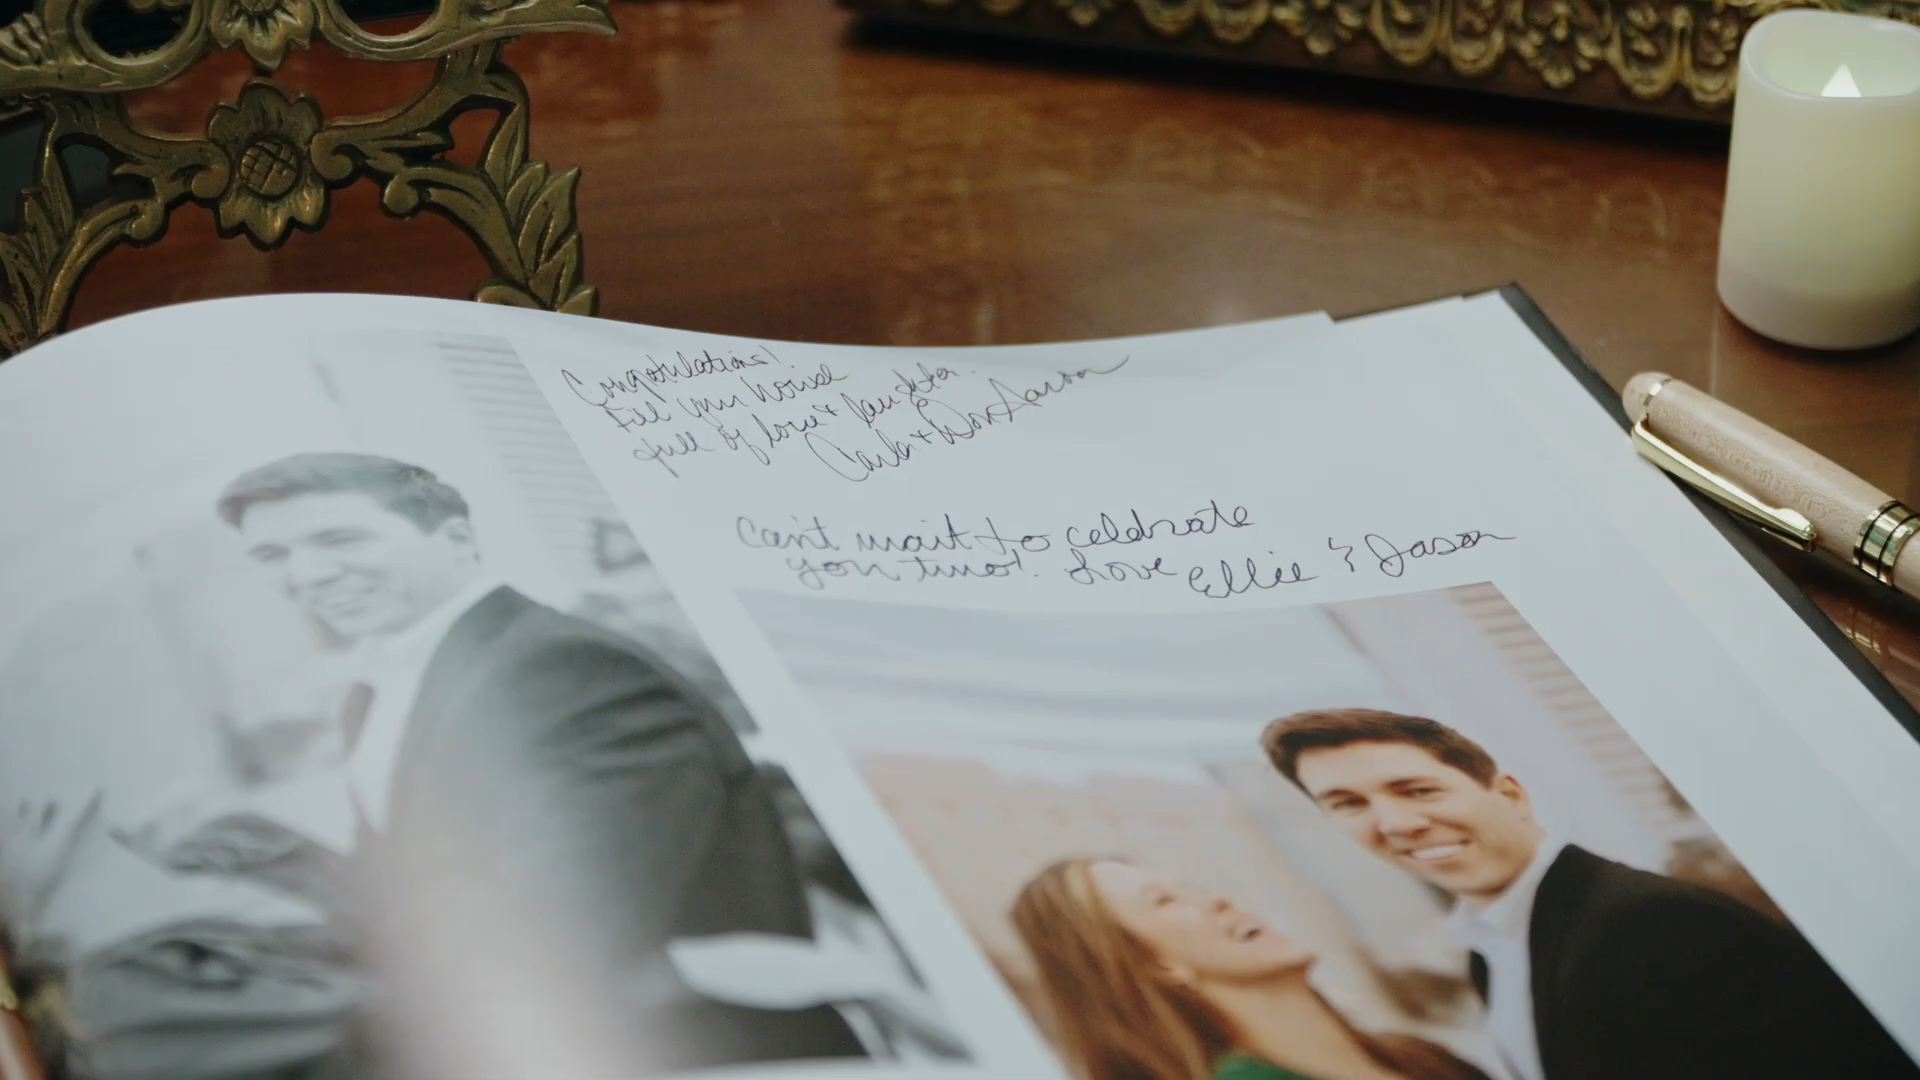 Congratulations!
Fill your house
full of love & laughter.
Carla & Don
Can't wait to celebrate
you two! Love Ellie & Jason